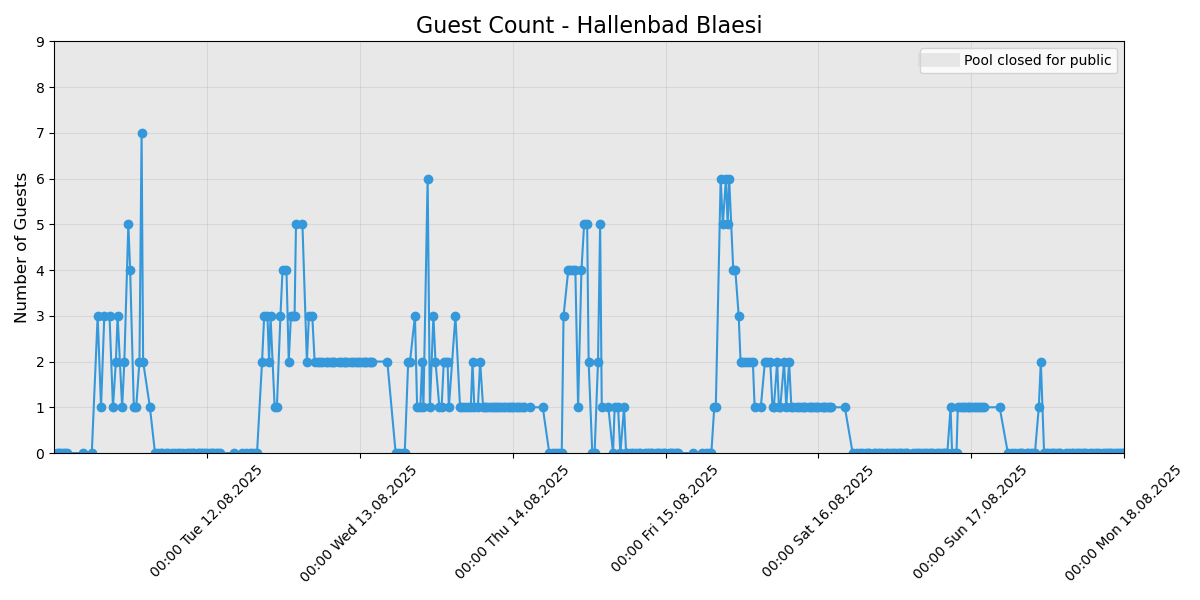 Guest Count - Hallenbad Blaesi
Pool closed for public
Number of Guests
9
8
7
6
5
4
3
2
1
0
00:00 Tue 12.08.2025
00:00 Wed 13.08.2025
00:00 Thu 14.08.2025
00:00 Fri 15.08.2025
00:00 Sat 16.08.2025
00:00 Sun 17.08.2025
00:00 Mon 18.08.2025